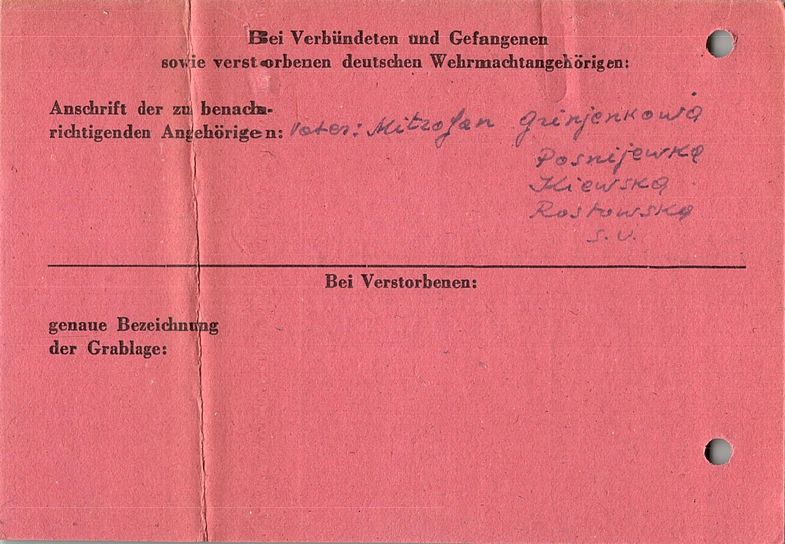 Bei Verbündeten und Gefangenen
sowie verstorbenen deutschen Wehrmachtangehörigen:
Anschrift der zu benach-
richtigenden Angehörigen: Vater: Mitrofan Grinjenkowa
Posnijewka
Kiewska
Rostowska
s.u.
Bei Verstorbenen:
genaue Bezeichnung
der Grablage: